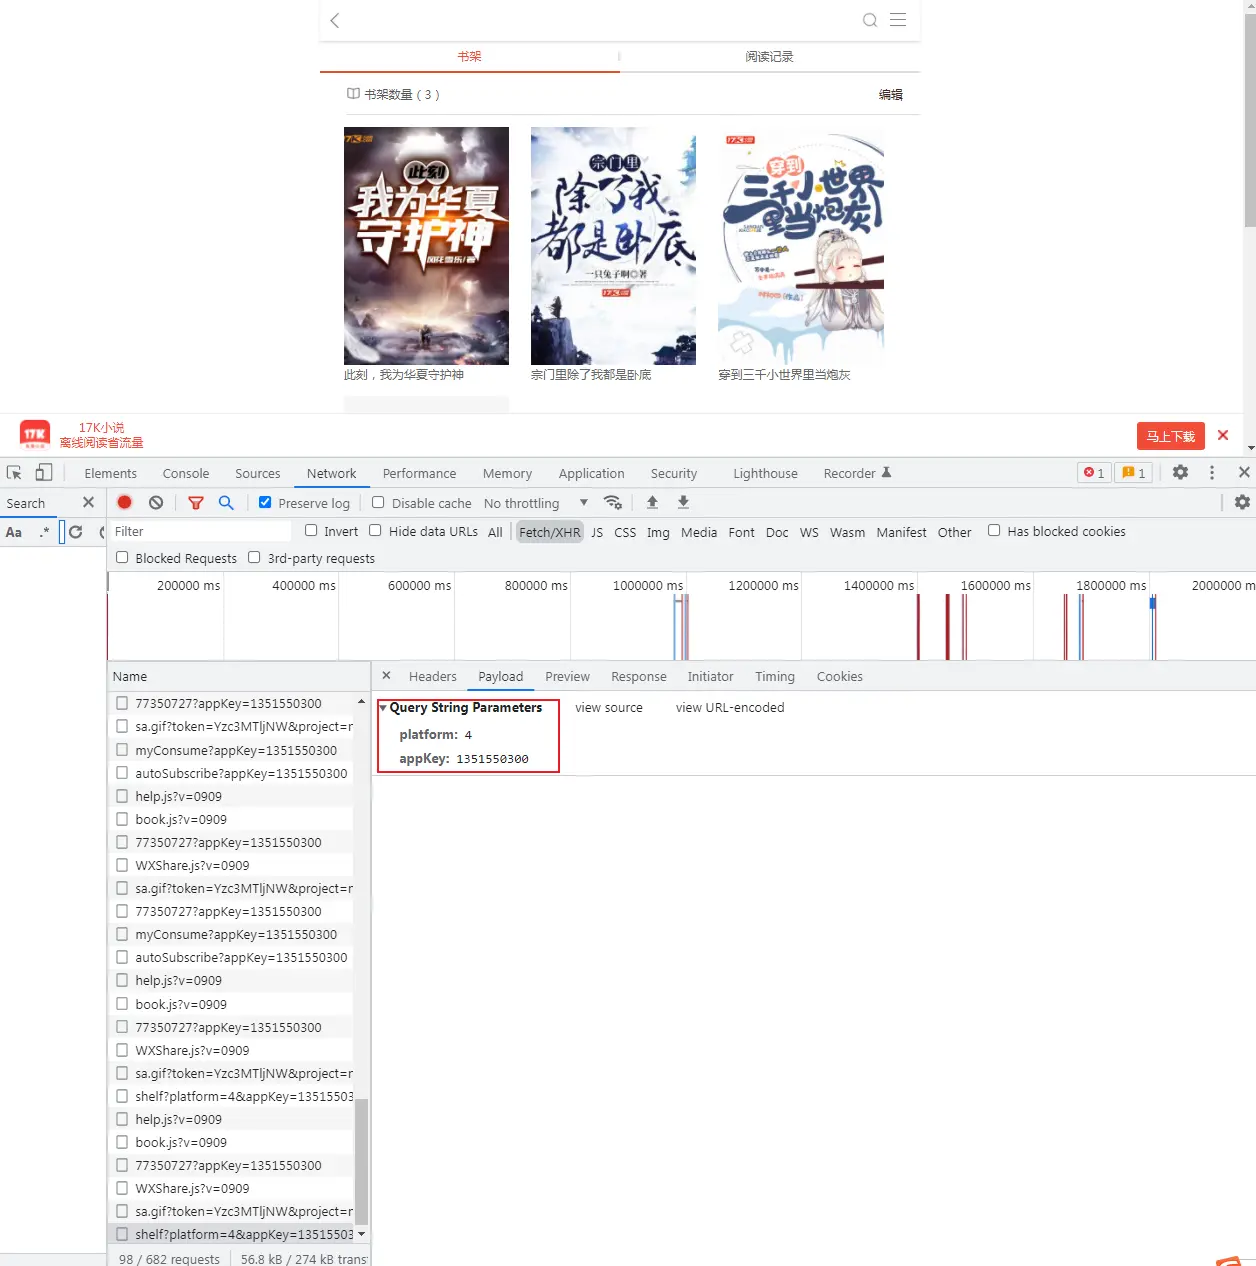 书架
阅读记录
书架数量 ( 3 )
编辑
17K
此刻
我为华夏
守护神
风花雪乐/著
宗门里
除了我
都是卧底
一只兔子啊◎著
17K
17K
穿到
三千小世界
里当炮灰
此刻，我为华夏守护神
宗门里除了我都是卧底
穿到三千小世界里当炮灰
17K
17K小说
离线阅读省流量
马上下载
Elements Console Sources Network Performance Memory Application Security Lighthouse Recorder
1 1
Search
Preserve log Disable cache No throttling
Aa .*
Filter
Invert Hide data URLs All Fetch/XHR JS CSS Img Media Font Doc WS Wasm Manifest Other Has blocked cookies
Blocked Requests 3rd-party requests
200000 ms 400000 ms 600000 ms 800000 ms 1000000 ms 1200000 ms 1400000 ms 1600000 ms 1800000 ms 2000000 m
Name
77350727?appKey=1351550300
sa.gif?token=Yzc3MTljNW&project=r
myConsume?appKey=1351550300
autoSubscribe?appKey=1351550300
help.js?v=0909
book.js?v=0909
77350727?appKey=1351550300
WXShare.js?v=0909
sa.gif?token=Yzc3MTljNW&project=r
77350727?appKey=1351550300
myConsume?appKey=1351550300
autoSubscribe?appKey=1351550300
help.js?v=0909
book.js?v=0909
77350727?appKey=1351550300
WXShare.js?v=0909
sa.gif?token=Yzc3MTljNW&project=r
shelf?platform=4&appKey=13515503
help.js?v=0909
book.js?v=0909
77350727?appKey=1351550300
WXShare.js?v=0909
sa.gif?token=Yzc3MTljNW&project=r
shelf?platform=4&appKey=13515503
98 / 682 requests 56.8 kB / 274 kB trans
Headers Payload Preview Response Initiator Timing Cookies
Query String Parameters view source view URL-encoded
platform: 4
appKey: 1351550300